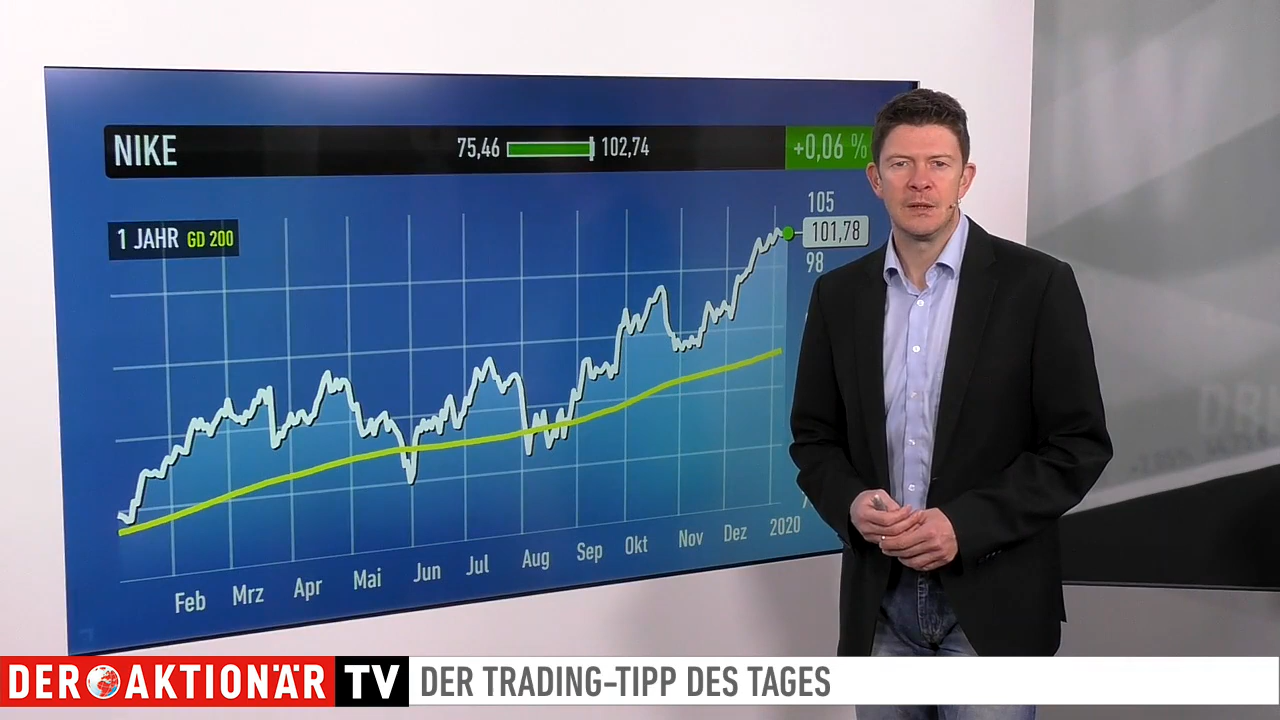 NIKE 75,46 102,74 +0,06 %
105
1 JAHR GD 200
101,78
98
Feb Mrz Apr Mai Jun Jul Aug Sep Okt Nov Dez 2020
DER AKTIONÄR TV DER TRADING-TIPP DES TAGES